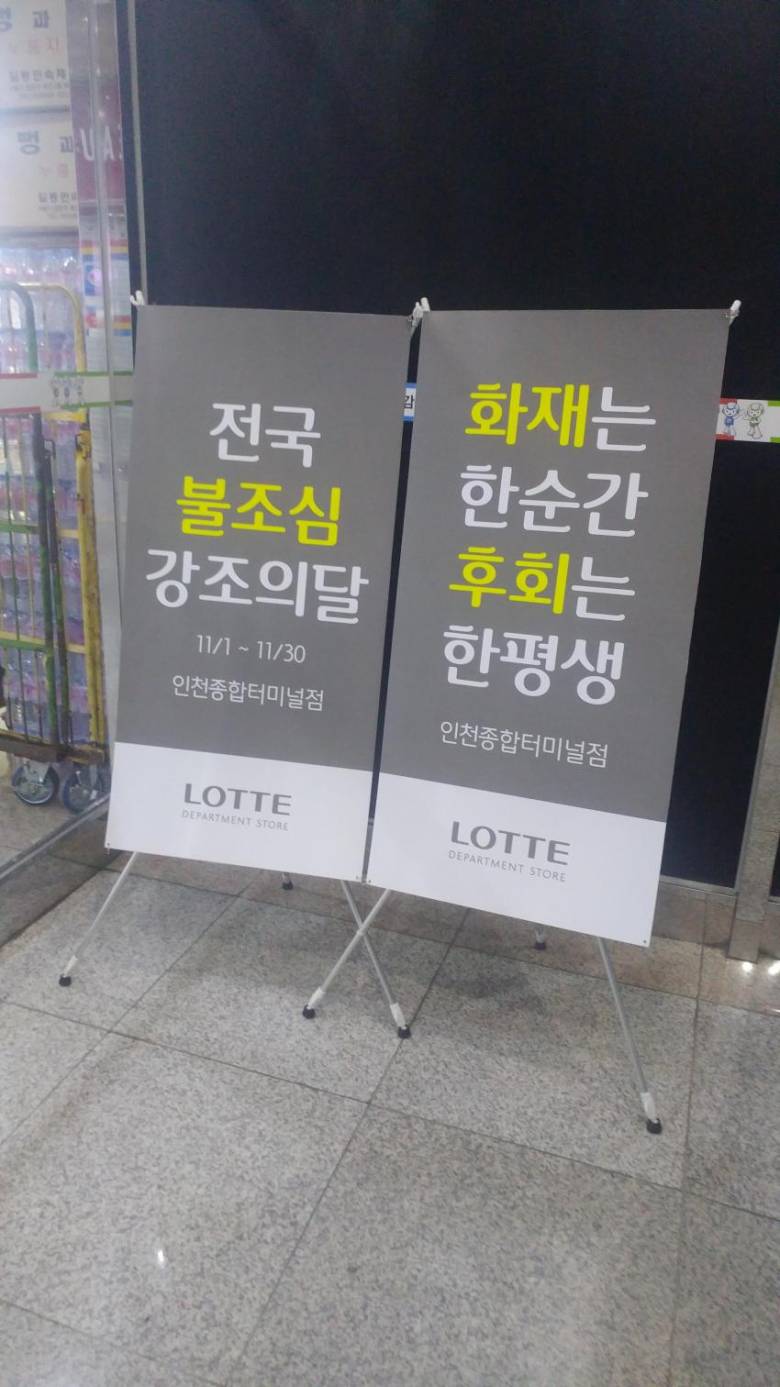 전국
불조심
강조의달
11/1 ~ 11/30
인천종합터미널점
LOTTE
DEPARTMENT STORE
화재는
한순간
후회는
한평생
인천종합터미널점
LOTTE
DEPARTMENT STORE
감